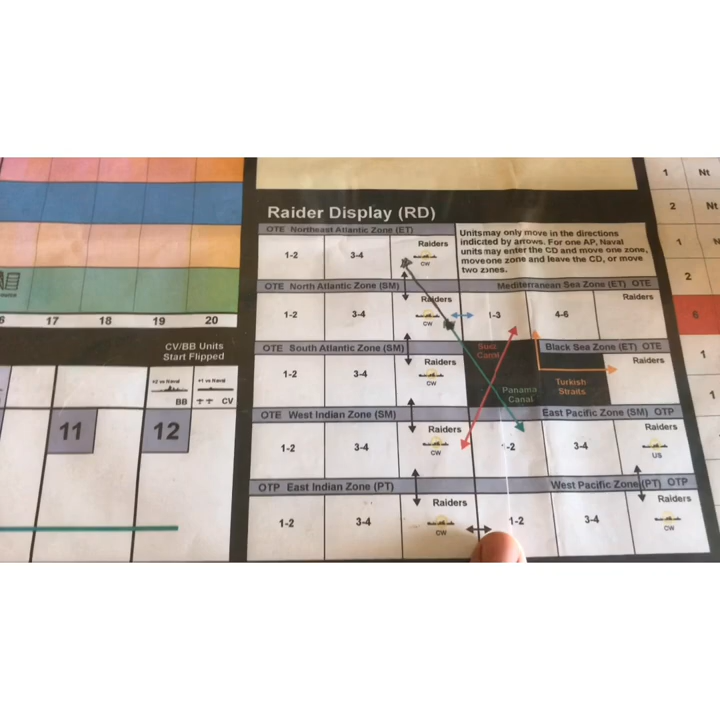 Raider Display (RD)
OTE Northeast Atlantic Zone (ET)
1-2 3-4 Raiders
CW
Units may only move in the directions
indicited by arrows. For one AP, Naval
units may enter the CD and move one zone,
move one zone and leave the CD, or move
two zones.
OTE North Atlantic Zone (SM)
1-2 3-4 Raiders
CW
Mediterranean Sea Zone (ET) OTE
1-3 4-6 Raiders
OTE South Atlantic Zone (SM)
1-2 3-4 Raiders
CW
Suez
Canal
Panama
Canal
Black Sea Zone (ET) OTE
Raiders
Turkish
Straits
OTE West Indian Zone (SM)
1-2 3-4 Raiders
CW
East Pacific Zone (SM) OTP
-2 3-4 Raiders
US
OTP East Indian Zone (PT)
1-2 3-4 Raiders
CW
West Pacific Zone (PT) OTP
1-2 3-4 Raiders
CW
17 18 19 20
CV/BB Units
Start Flipped
+2 vs Naval +1 vs Naval
BB CV
11 12
1 Nt
2 Nt
1
2
6
1
1